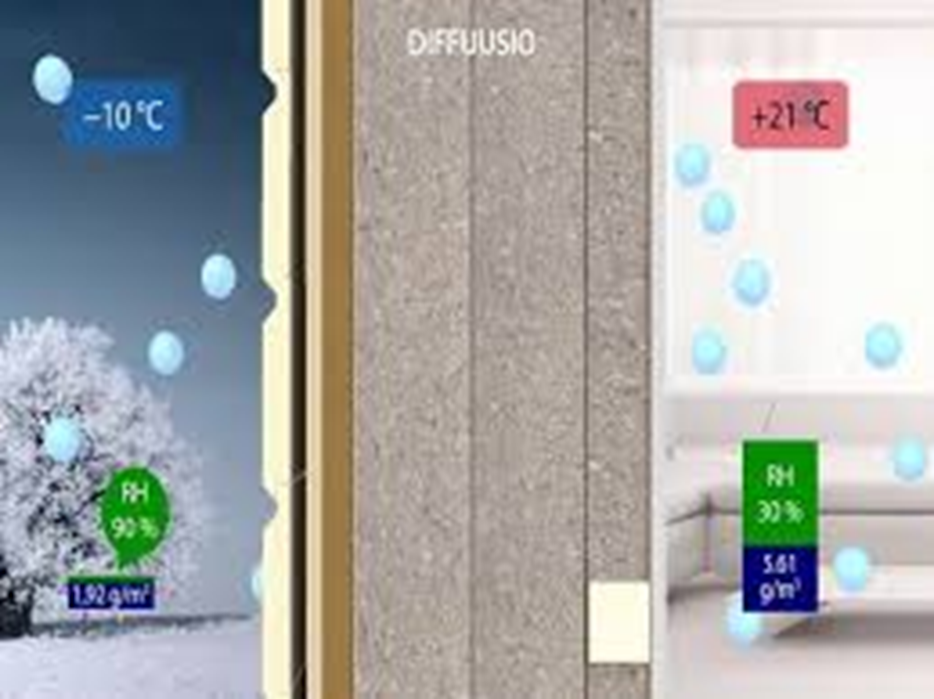 DIFFUUSIO
−10 °C
+21 °C
RH
90 %
1,92 g/m³
RH
30 %
5.61
g/m³